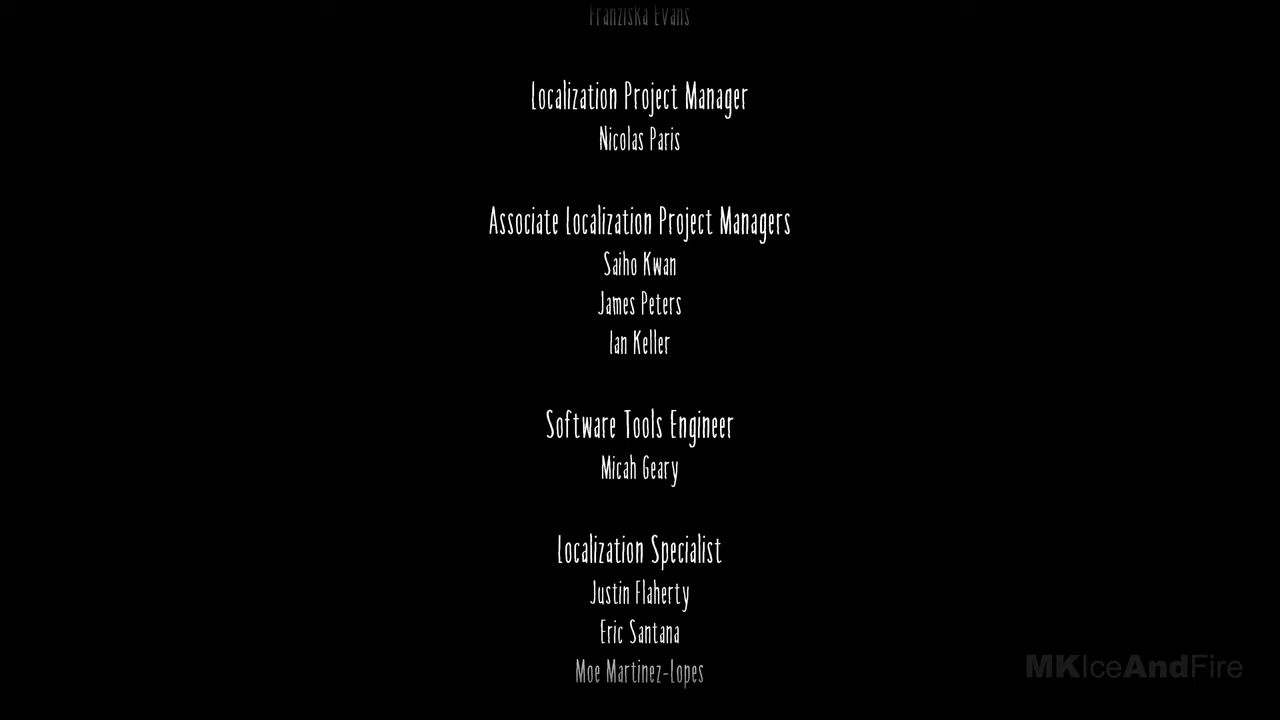 Franziska Evans
Localization Project Manager
Nicolas Paris
Associate Localization Project Managers
Saiho Kwan
James Peters
Ian Keller
Software Tools Engineer
Micah Geary
Localization Specialist
Justin Flaherty
Eric Santana
Moe Martinez-Lopes
MKIceAndFire